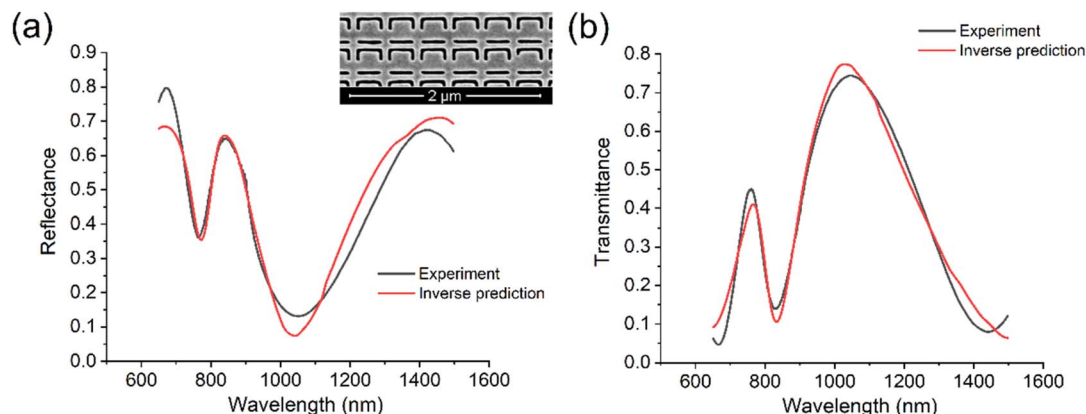 (a)
2 µm
0.9
0.8
0.7
0.6
0.5
0.4
0.3
0.2
0.1
0.0
Reflectance
Experiment
Inverse prediction
600 800 1000 1200 1400 1600
Wavelength (nm)
(b)
Experiment
Inverse prediction
0.8
0.7
0.6
0.5
0.4
0.3
0.2
0.1
0.0
Transmittance
600 800 1000 1200 1400 1600
Wavelength (nm)